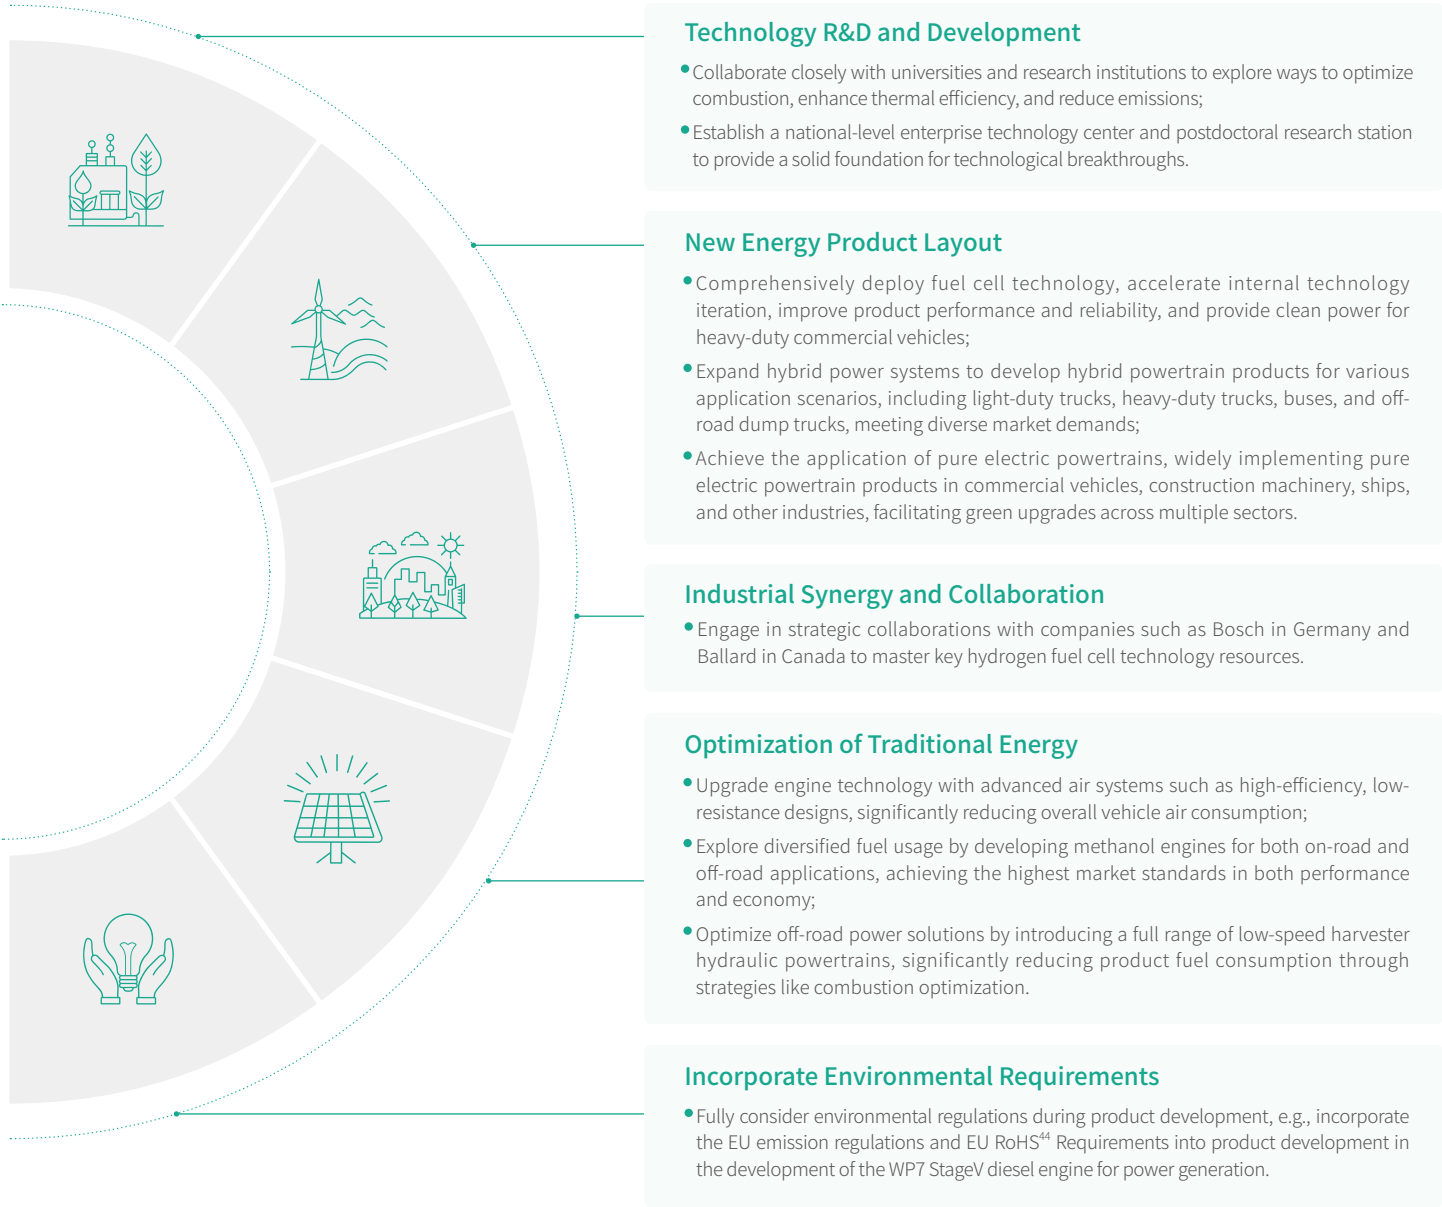 Technology R&D and Development
•Collaborate closely with universities and research institutions to explore ways to optimize
combustion, enhance thermal efficiency, and reduce emissions;
•Establish a national-level enterprise technology center and postdoctoral research station
to provide a solid foundation for technological breakthroughs.
New Energy Product Layout
•Comprehensively deploy fuel cell technology, accelerate internal technology
iteration, improve product performance and reliability, and provide clean power for
heavy-duty commercial vehicles;
•Expand hybrid power systems to develop hybrid powertrain products for various
application scenarios, including light-duty trucks, heavy-duty trucks, buses, and off-
road dump trucks, meeting diverse market demands;
•Achieve the application of pure electric powertrains, widely implementing pure
electric powertrain products in commercial vehicles, construction machinery, ships,
and other industries, facilitating green upgrades across multiple sectors.
Industrial Synergy and Collaboration
•Engage in strategic collaborations with companies such as Bosch in Germany and
Ballard in Canada to master key hydrogen fuel cell technology resources.
Optimization of Traditional Energy
•Upgrade engine technology with advanced air systems such as high-efficiency, low-
resistance designs, significantly reducing overall vehicle air consumption;
•Explore diversified fuel usage by developing methanol engines for both on-road and
off-road applications, achieving the highest market standards in both performance
and economy;
•Optimize off-road power solutions by introducing a full range of low-speed harvester
hydraulic powertrains, significantly reducing product fuel consumption through
strategies like combustion optimization.
Incorporate Environmental Requirements
•Fully consider environmental regulations during product development, e.g., incorporate
the EU emission regulations and EU RoHS44 Requirements into product development in
the development of the WP7 StageV diesel engine for power generation.